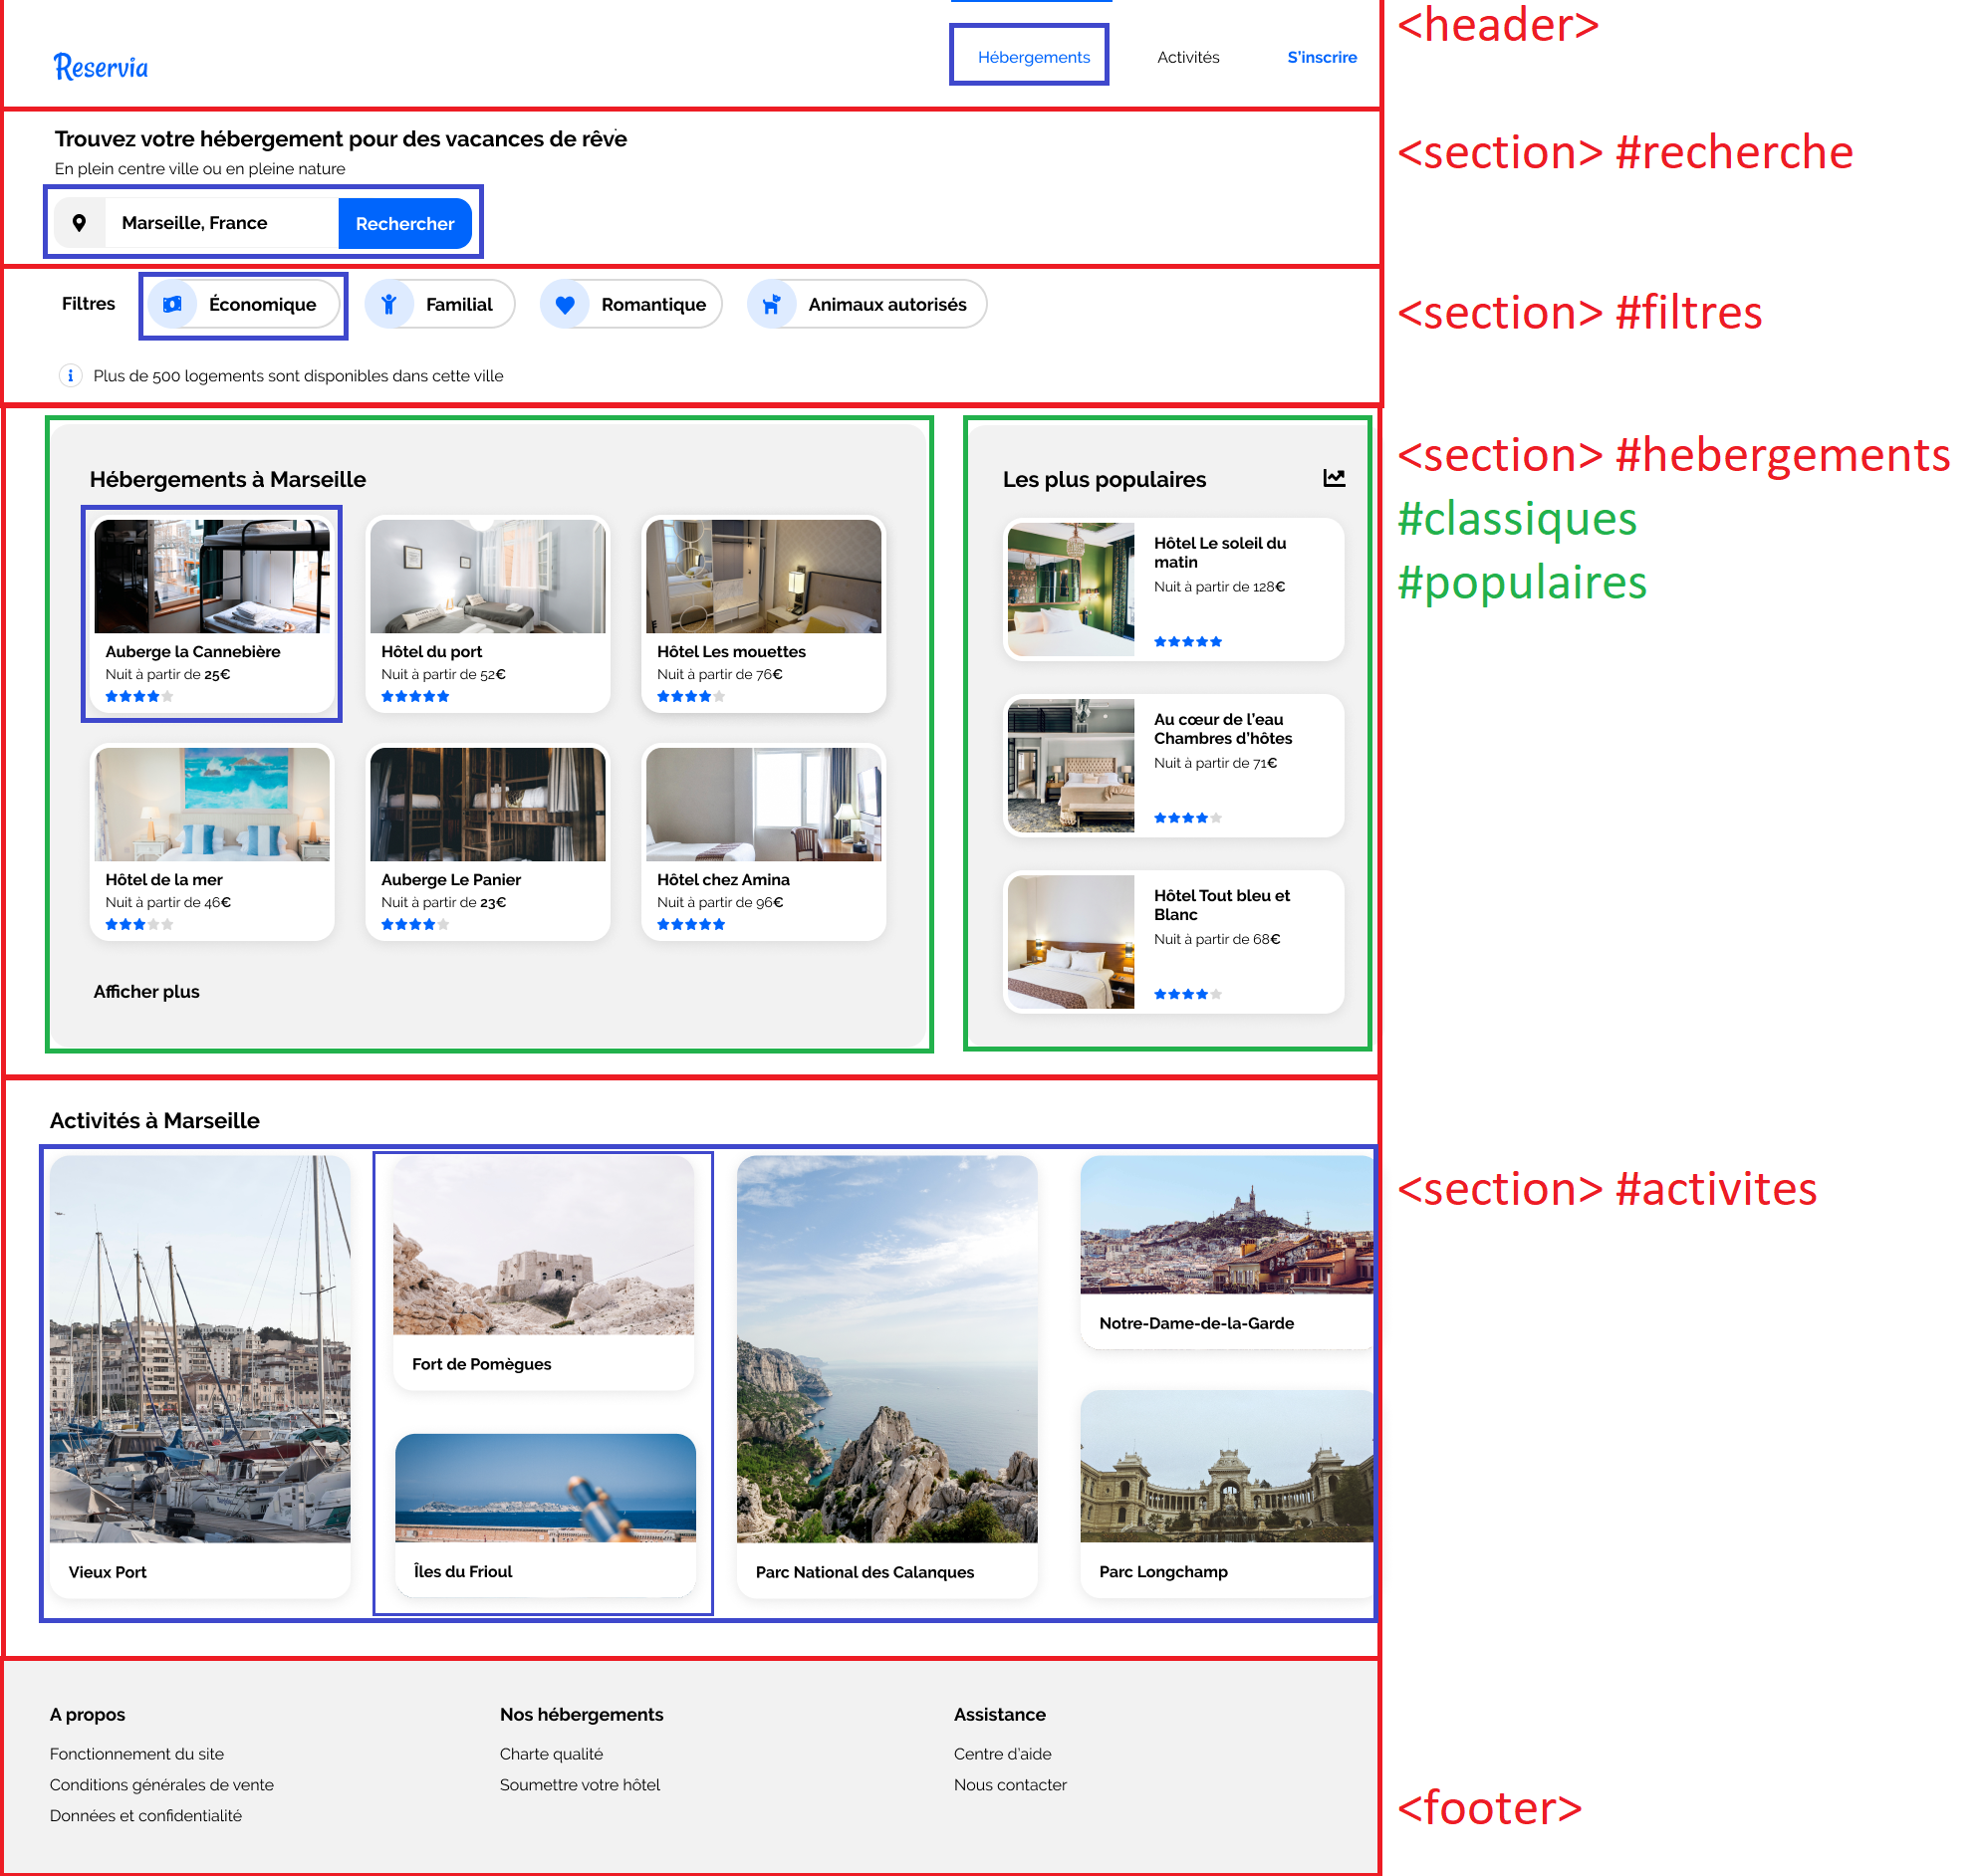 <header>
Reservia
Hébergements
Activités
S'inscrire
<section> #recherche
Trouvez votre hébergement pour des vacances de rêve
En plein centre ville ou en pleine nature
Marseille, France
Rechercher
<section> #filtres
Filtres
Économique
Familial
Romantique
Animaux autorisés
Plus de 500 logements sont disponibles dans cette ville
<section> #hebergements
#classiques
#populaires
Hébergements à Marseille
Auberge la Cannebière
Nuit à partir de 25€
Hôtel du port
Nuit à partir de 52€
Hôtel Les mouettes
Nuit à partir de 76€
Hôtel de la mer
Nuit à partir de 46€
Auberge Le Panier
Nuit à partir de 23€
Hôtel chez Amina
Nuit à partir de 96€
Afficher plus
Les plus populaires
Hôtel Le soleil du
matin
Nuit à partir de 128€
Au cœur de l'eau
Chambres d'hôtes
Nuit à partir de 71€
Hôtel Tout bleu et
Blanc
Nuit à partir de 68€
<section> #activites
Activités à Marseille
Vieux Port
Fort de Pomègues
Îles du Frioul
Parc National des Calanques
Notre-Dame-de-la-Garde
Parc Longchamp
<footer>
A propos
Fonctionnement du site
Conditions générales de vente
Données et confidentialité
Nos hébergements
Charte qualité
Soumettre votre hôtel
Assistance
Centre d'aide
Nous contacter